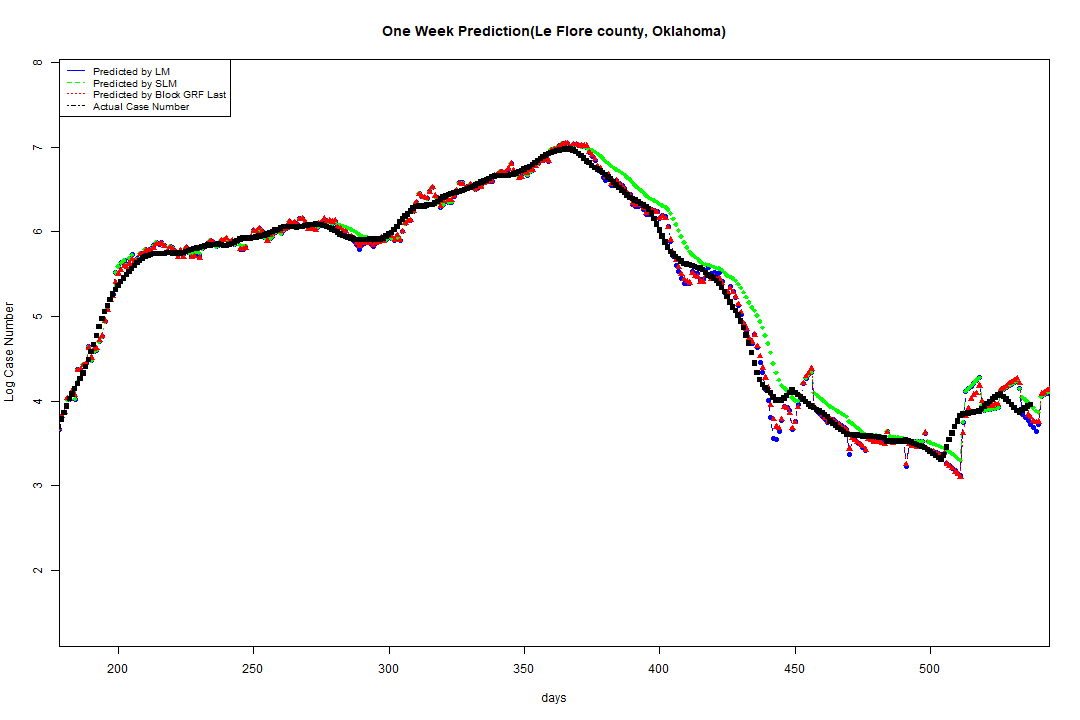 One Week Prediction(Le Flore county, Oklahoma)
8
Predicted by LM
Predicted by SLM
Predicted by Block GRF Last
Actual Case Number
7
6
5
4
3
2
Log Case Number
200 250 300 350 400 450 500
days